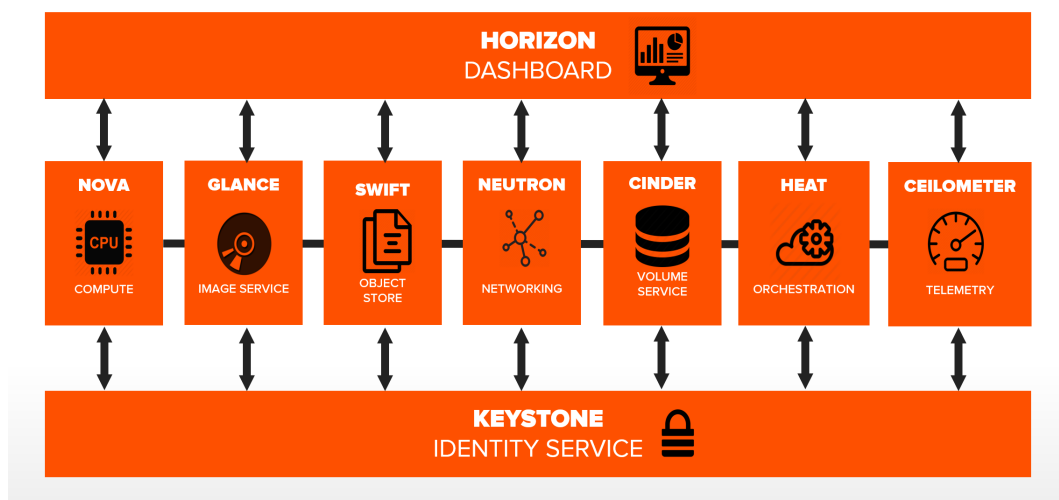 HORIZON
DASHBOARD
NOVA
CPU
COMPUTE
GLANCE
IMAGE SERVICE
SWIFT
OBJECT
STORE
NEUTRON
NETWORKING
CINDER
VOLUME
SERVICE
HEAT
ORCHESTRATION
CEILOMETER
TELEMETRY
KEYSTONE
IDENTITY SERVICE